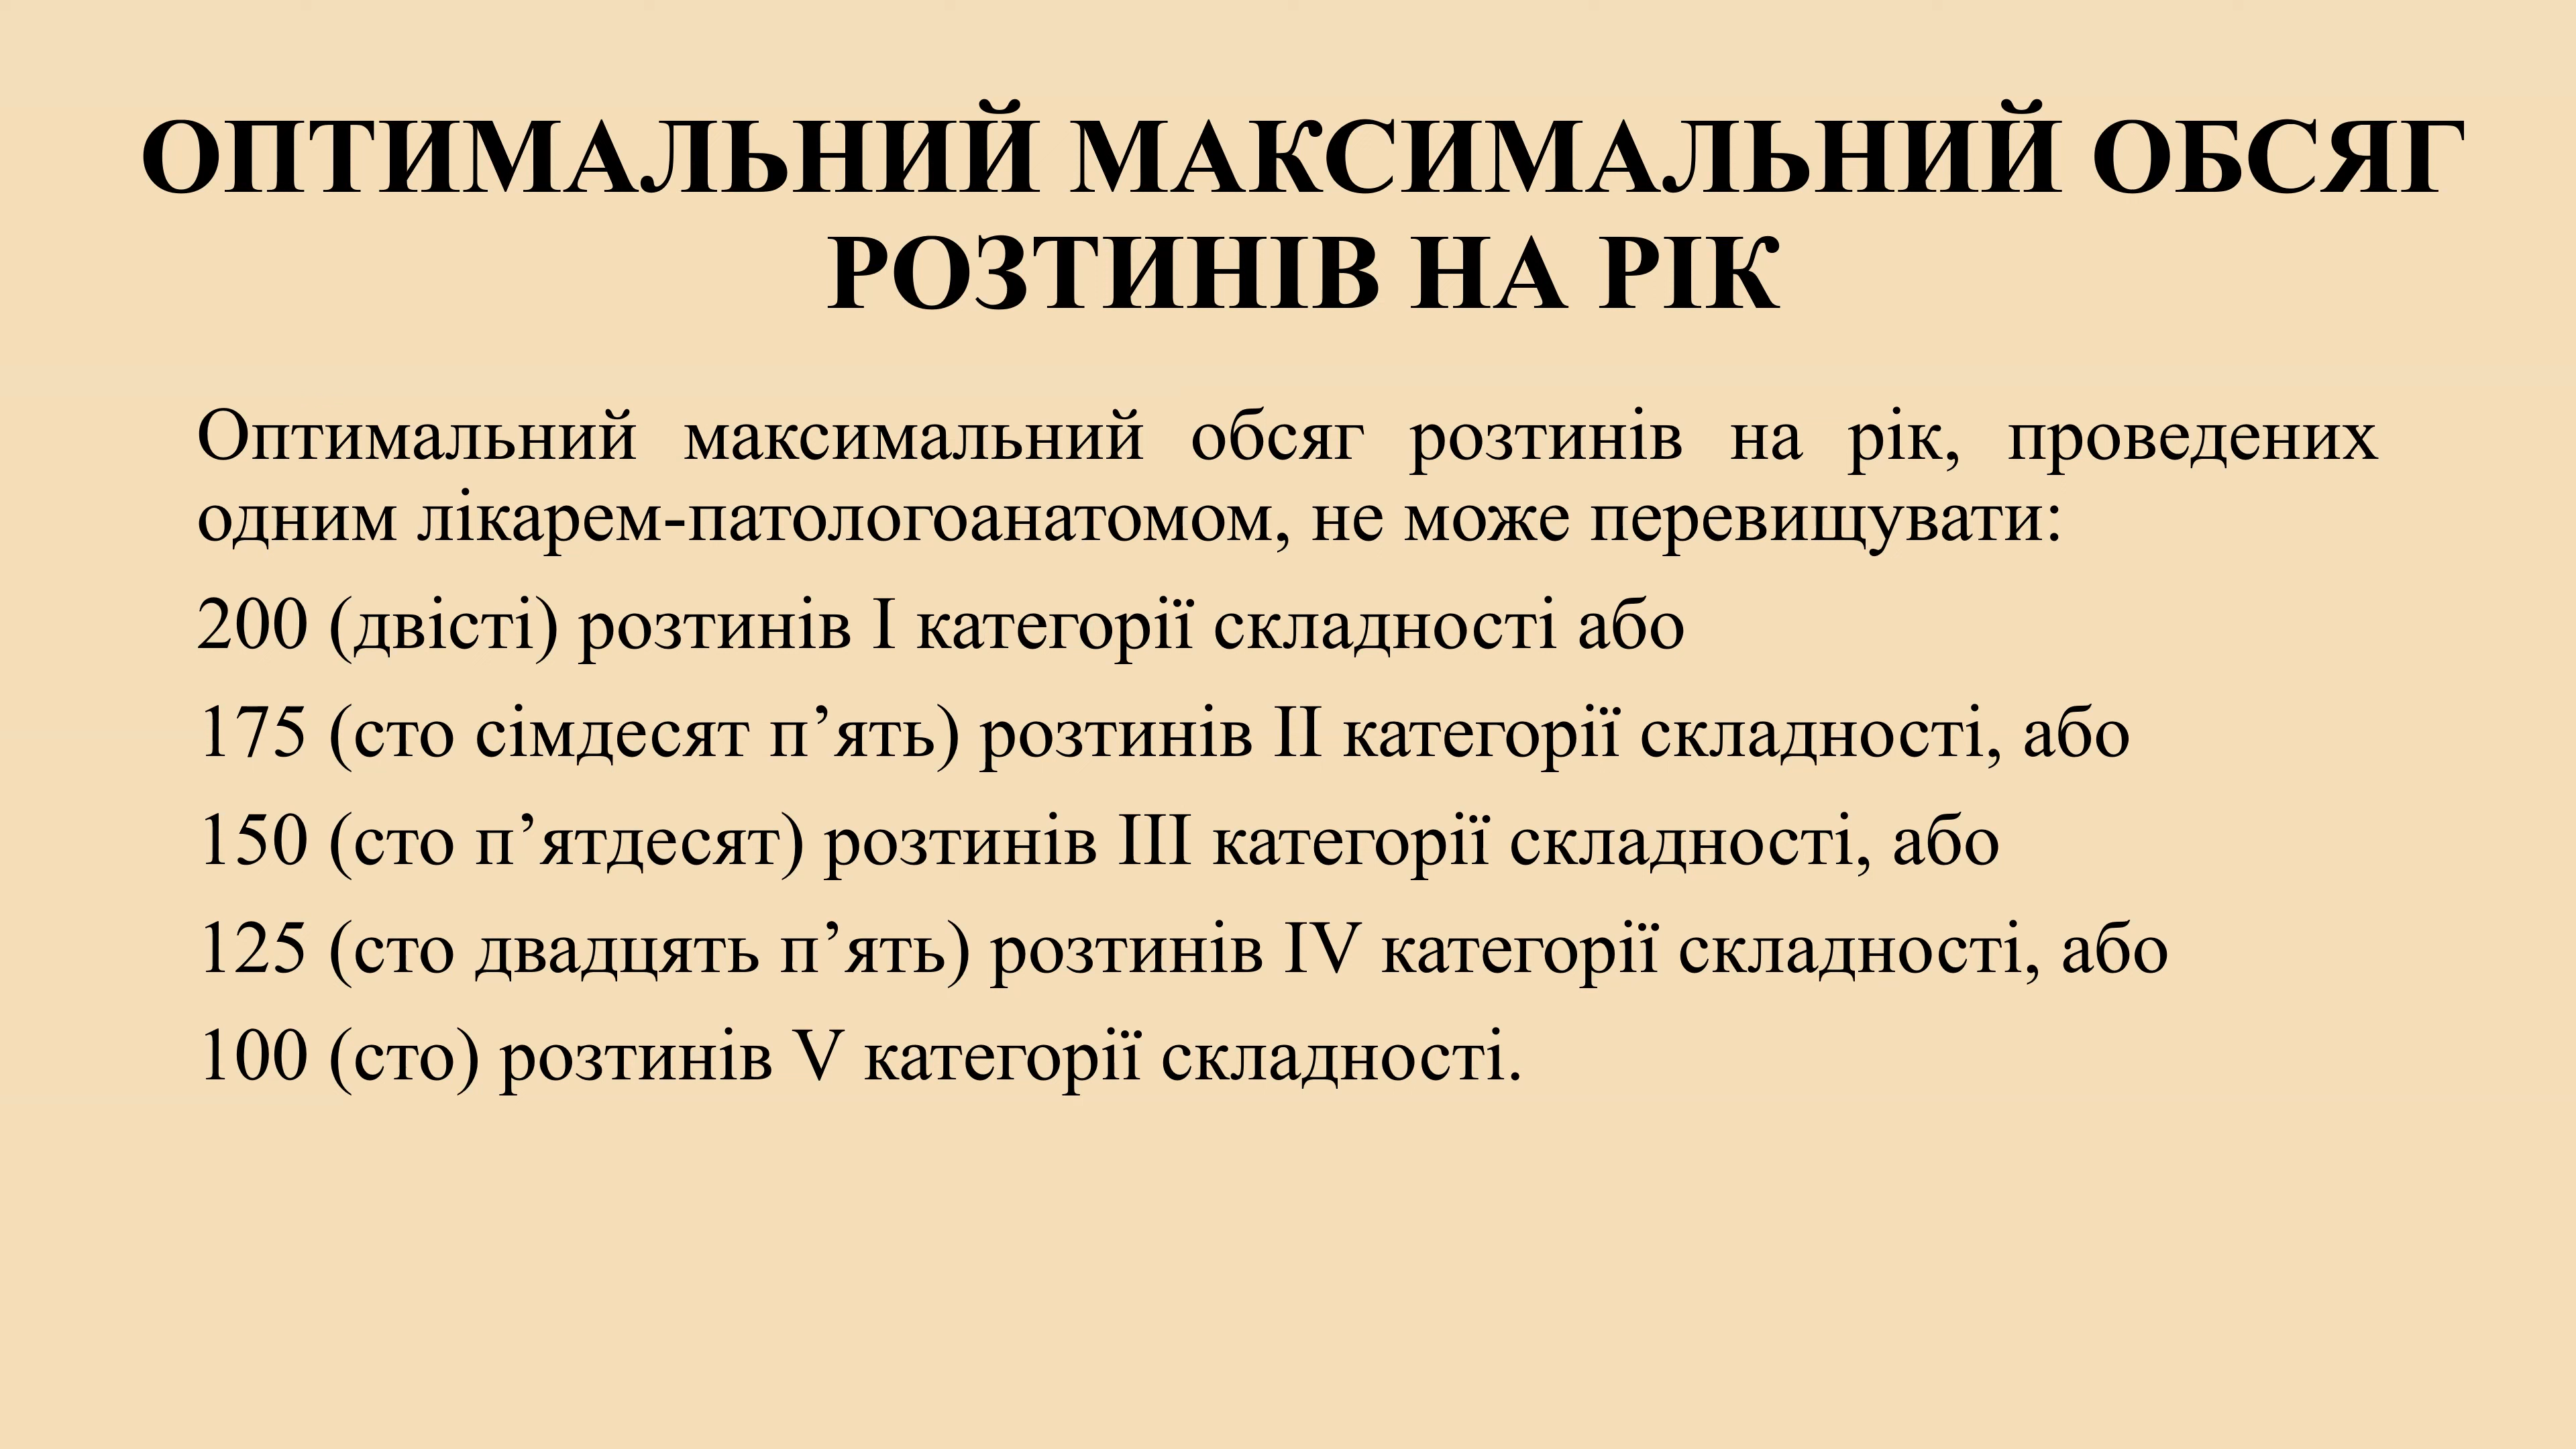 ОПТИМАЛЬНИЙ МАКСИМАЛЬНИЙ ОБСЯГ
РОЗТИНІВ НА РІК
Оптимальний максимальний обсяг розтинів на рік, проведених
одним лікарем-патологоанатомом, не може перевищувати:
200 (двісті) розтинів I категорії складності або
175 (сто сімдесят п’ять) розтинів II категорії складності, або
150 (сто п’ятдесят) розтинів III категорії складності, або
125 (сто двадцять п’ять) розтинів IV категорії складності, або
100 (сто) розтинів V категорії складності.